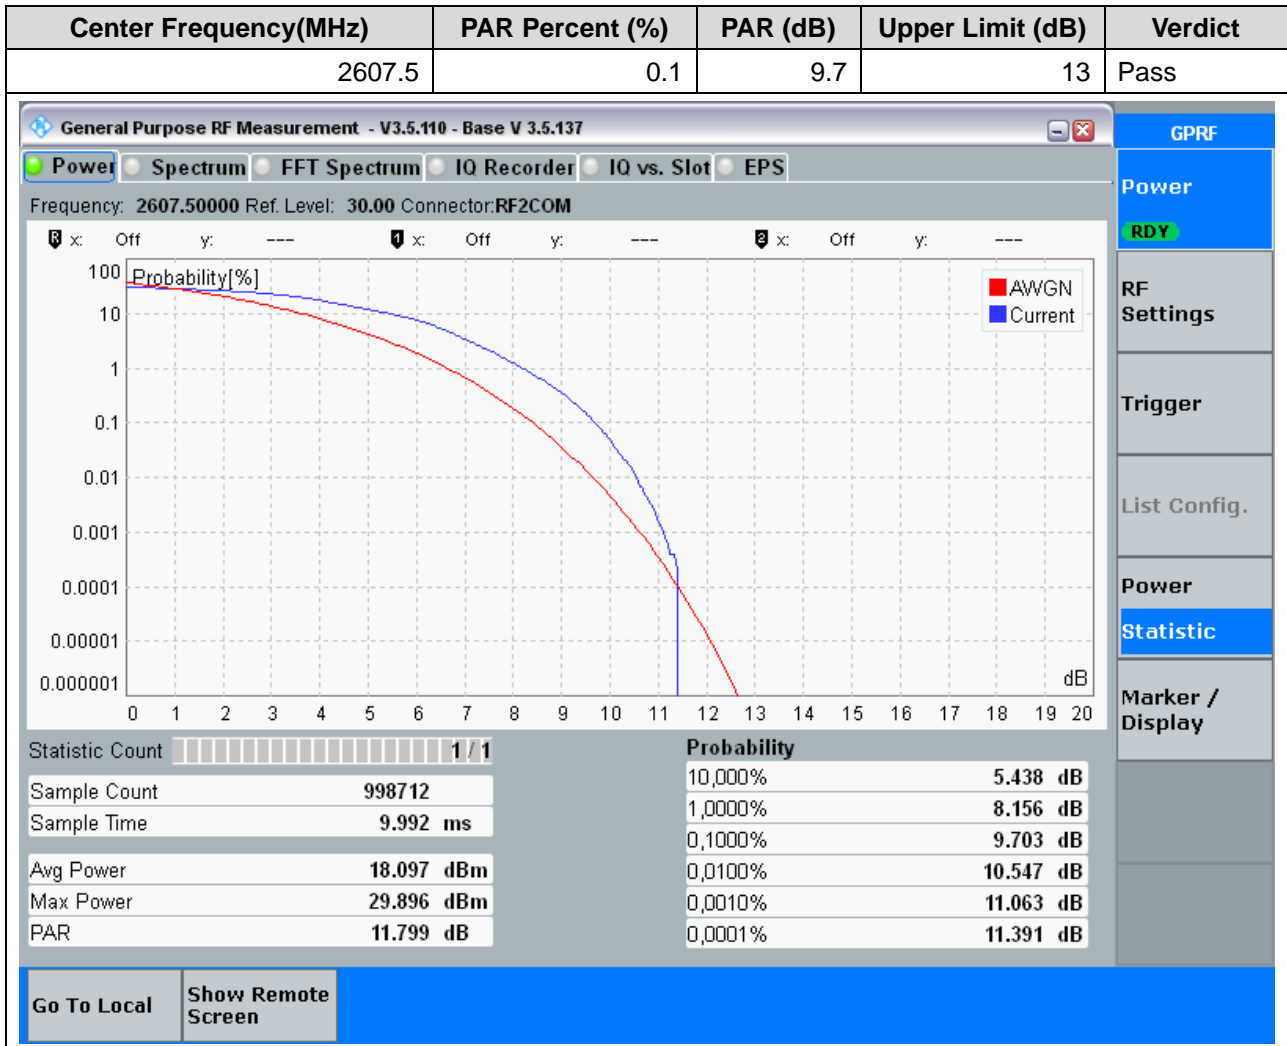 Center Frequency(MHz) PAR Percent (%) PAR (dB) Upper Limit (dB) Verdict
2607.5 0.1 9.7 13 Pass
General Purpose RF Measurement - V3.5.110 - Base V 3.5.137
GPRF
Power Spectrum FFT Spectrum IQ Recorder IQ vs. Slot EPS
Power
RDY
Frequency: 2607.50000 Ref. Level: 30.00 Connector:RF2COM
R x: Off y: --- 1 x: Off y: --- 2 x: Off y: ---
100 Probability[%]
AWGN
Current
10
1
0.1
0.01
0.001
0.0001
0.00001
0.000001
dB
0 1 2 3 4 5 6 7 8 9 10 11 12 13 14 15 16 17 18 19 20
RF
Settings
Trigger
List Config.
Power
Statistic
Marker /
Display
Statistic Count 1 / 1
Sample Count 998712
Sample Time 9.992 ms
Avg Power 18.097 dBm
Max Power 29.896 dBm
PAR 11.799 dB
Probability
10,000% 5.438 dB
1,0000% 8.156 dB
0,1000% 9.703 dB
0,0100% 10.547 dB
0,0010% 11.063 dB
0,0001% 11.391 dB
Go To Local
Show Remote
Screen